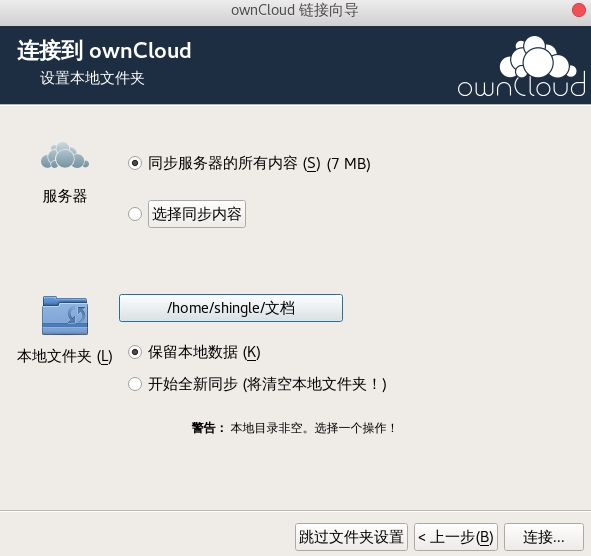 ownCloud 链接向导
连接到 ownCloud
设置本地文件夹
ownCloud
同步服务器的所有内容 (S) (7 MB)
服务器
选择同步内容
/home/shingle/文档
本地文件夹 (L)
保留本地数据 (K)
开始全新同步 (将清空本地文件夹！)
警告： 本地目录非空。选择一个操作！
跳过文件夹设置
< 上一步(B)
连接...